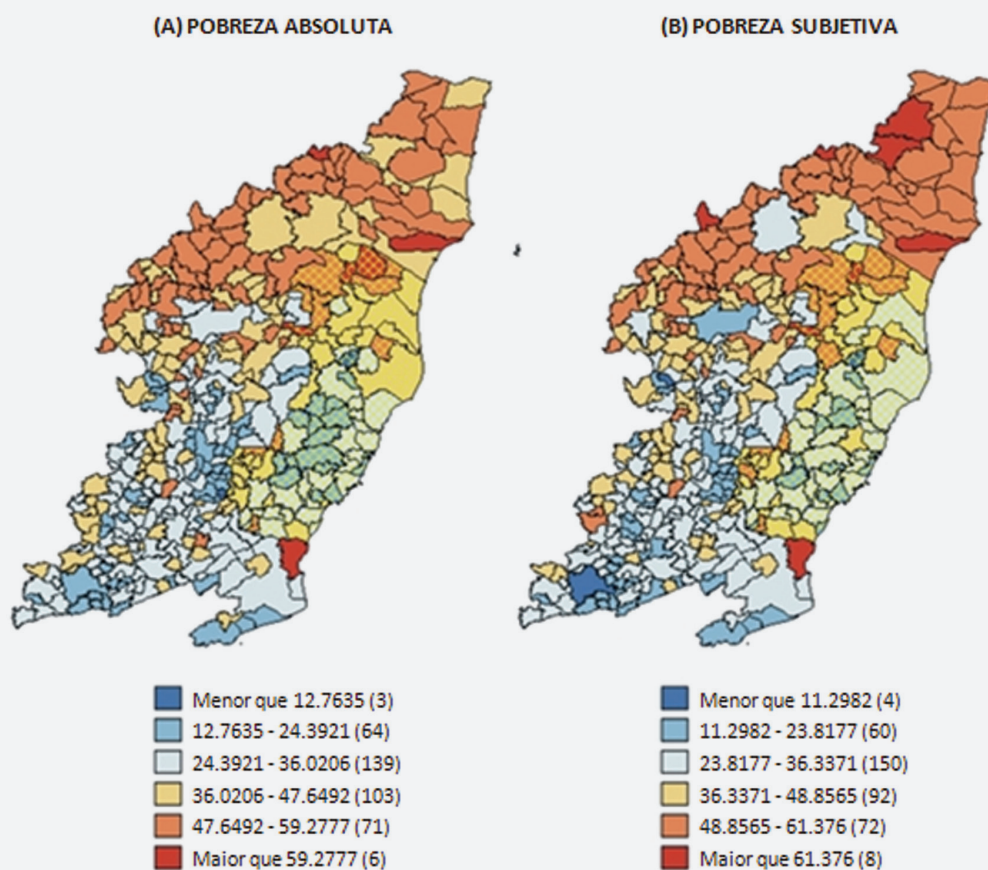 (A) POBREZA ABSOLUTA
(B) POBREZA SUBJETIVA
Menor que 12.7635 (3)
12.7635 - 24.3921 (64)
24.3921 - 36.0206 (139)
36.0206 - 47.6492 (103)
47.6492 - 59.2777 (71)
Maior que 59.2777 (6)
Menor que 11.2982 (4)
11.2982 - 23.8177 (60)
23.8177 - 36.3371 (150)
36.3371 - 48.8565 (92)
48.8565 - 61.376 (72)
Maior que 61.376 (8)